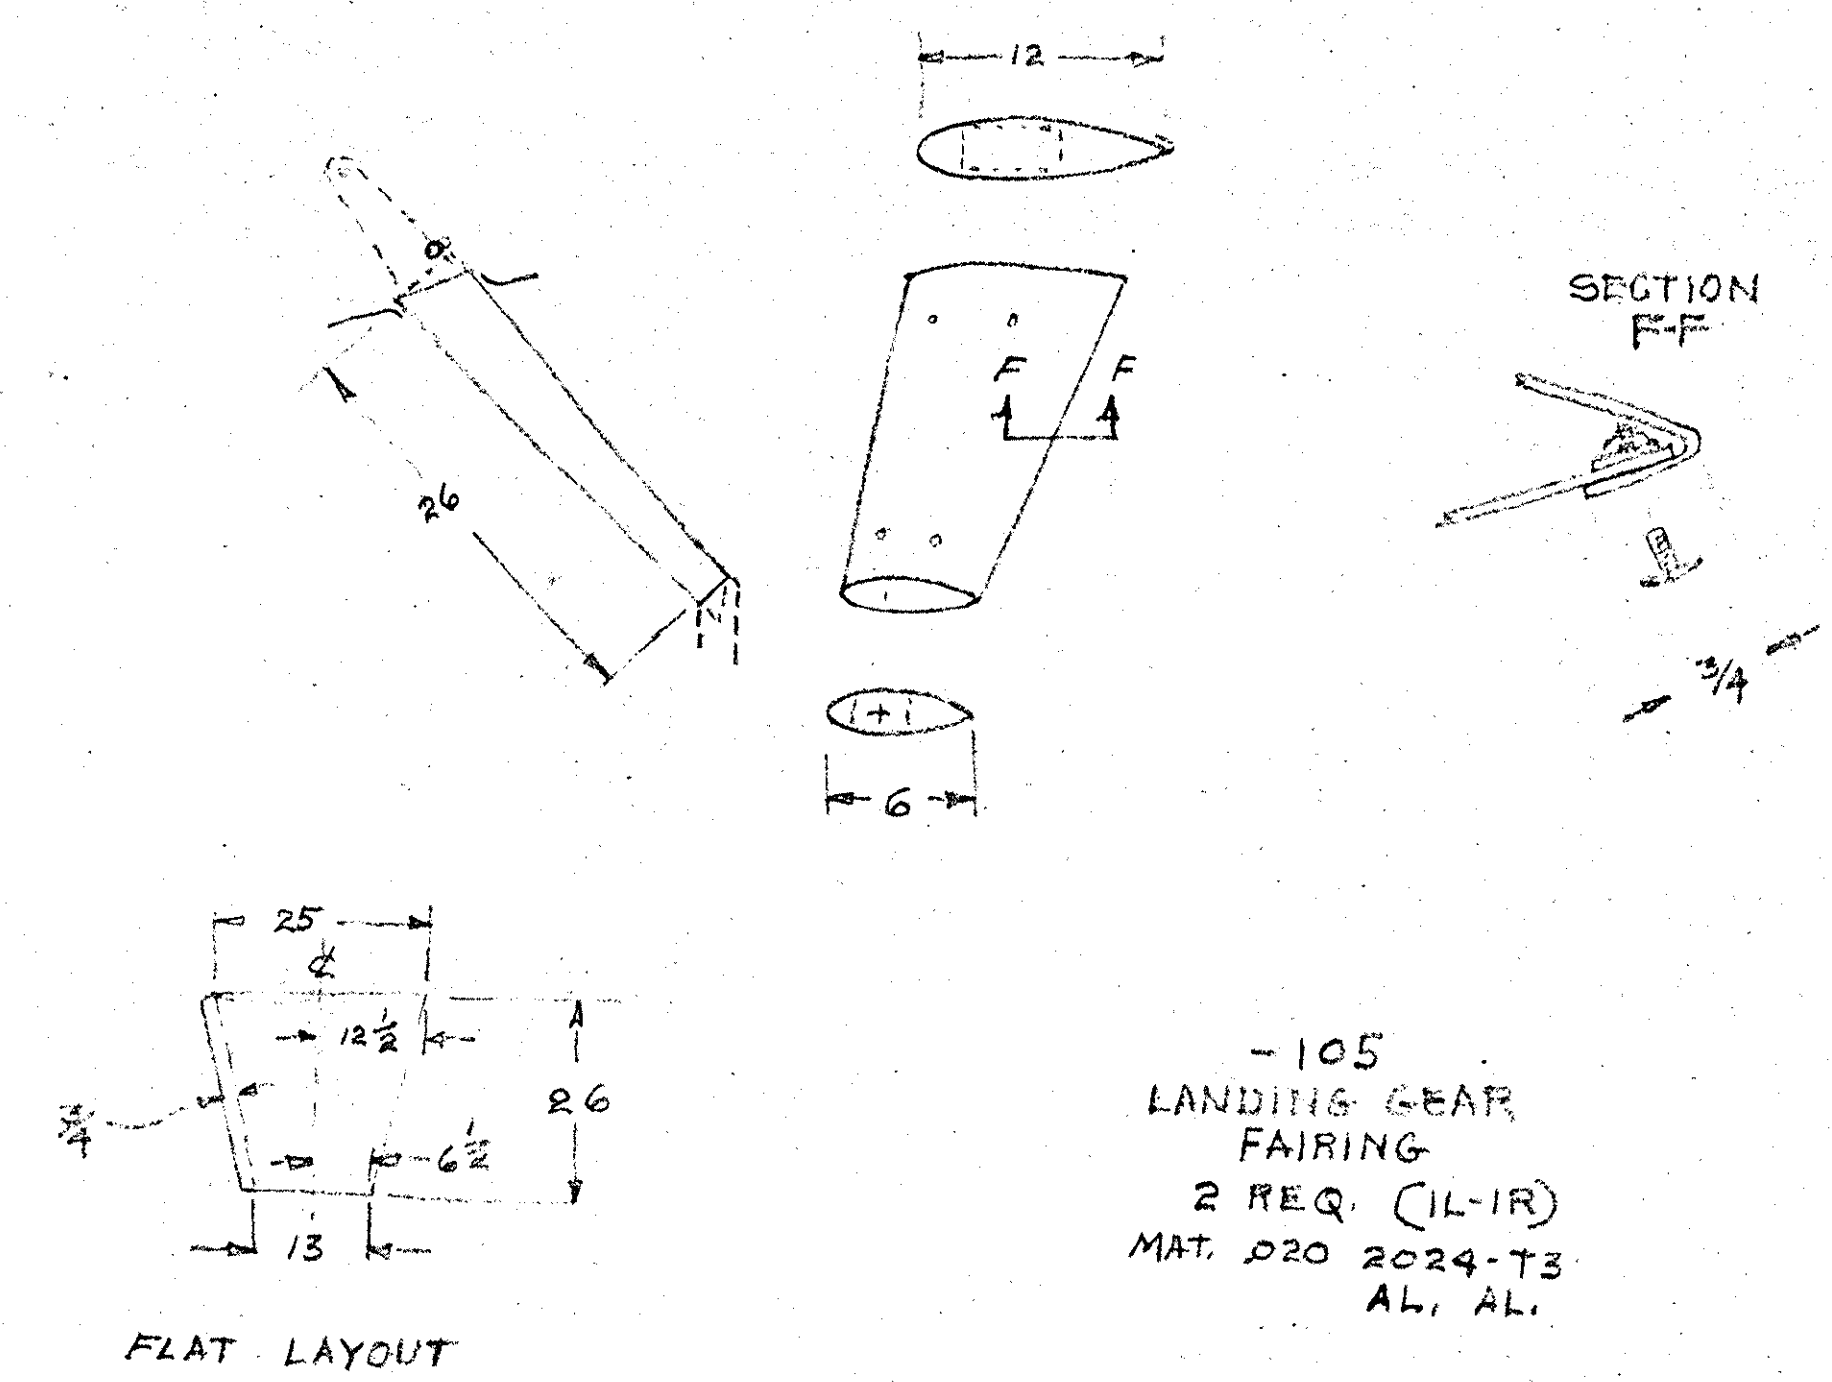 12
SECTION
F-F
F F
26
3/4
6
25
℄
12 1/2
3/4
26
6 1/2
13
FLAT LAYOUT
-105
LANDING GEAR
FAIRING
2 REQ. (1L-1R)
MAT. .020 2024-T3
AL. AL.